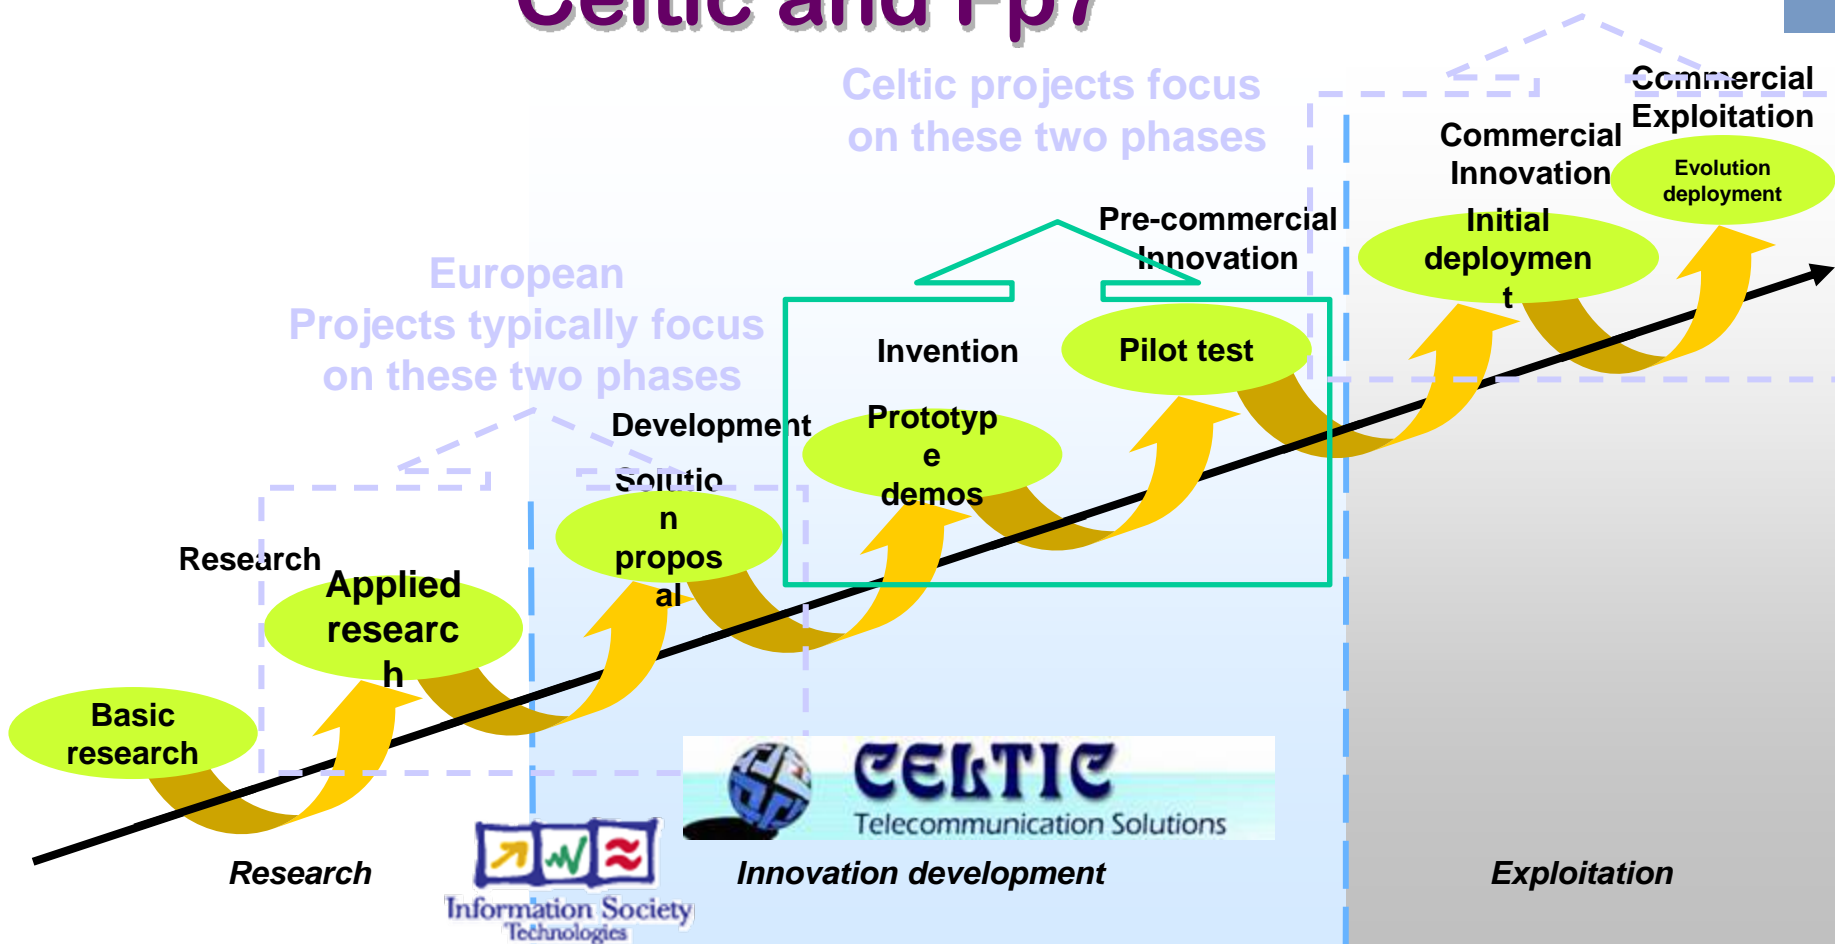 Celtic and Fp7
Celtic projects focus
on these two phases
Commercial
Exploitation
Commercial
Innovation
Evolution
deployment
Pre-commercial
Innovation
Initial
deploymen
t
European
Projects typically focus
on these two phases
Invention
Pilot test
Development
Prototyp
e
demos
Solutio
n
propos
al
Research
Applied
researc
h
Basic
research
CELTIC
Telecommunication Solutions
Research
Innovation development
Exploitation
Information Society
Technologies